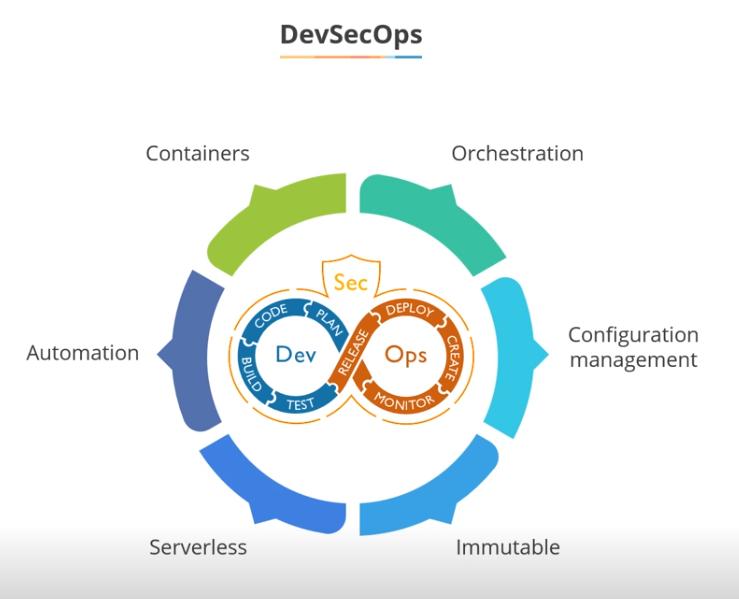 DevSecOps
Containers
Orchestration
Sec
CODE
PLAN
DEPLOY
Automation
BUILD
Dev
RELEASE
Ops
CREATE
Configuration
management
TEST
MONITOR
Serverless
Immutable